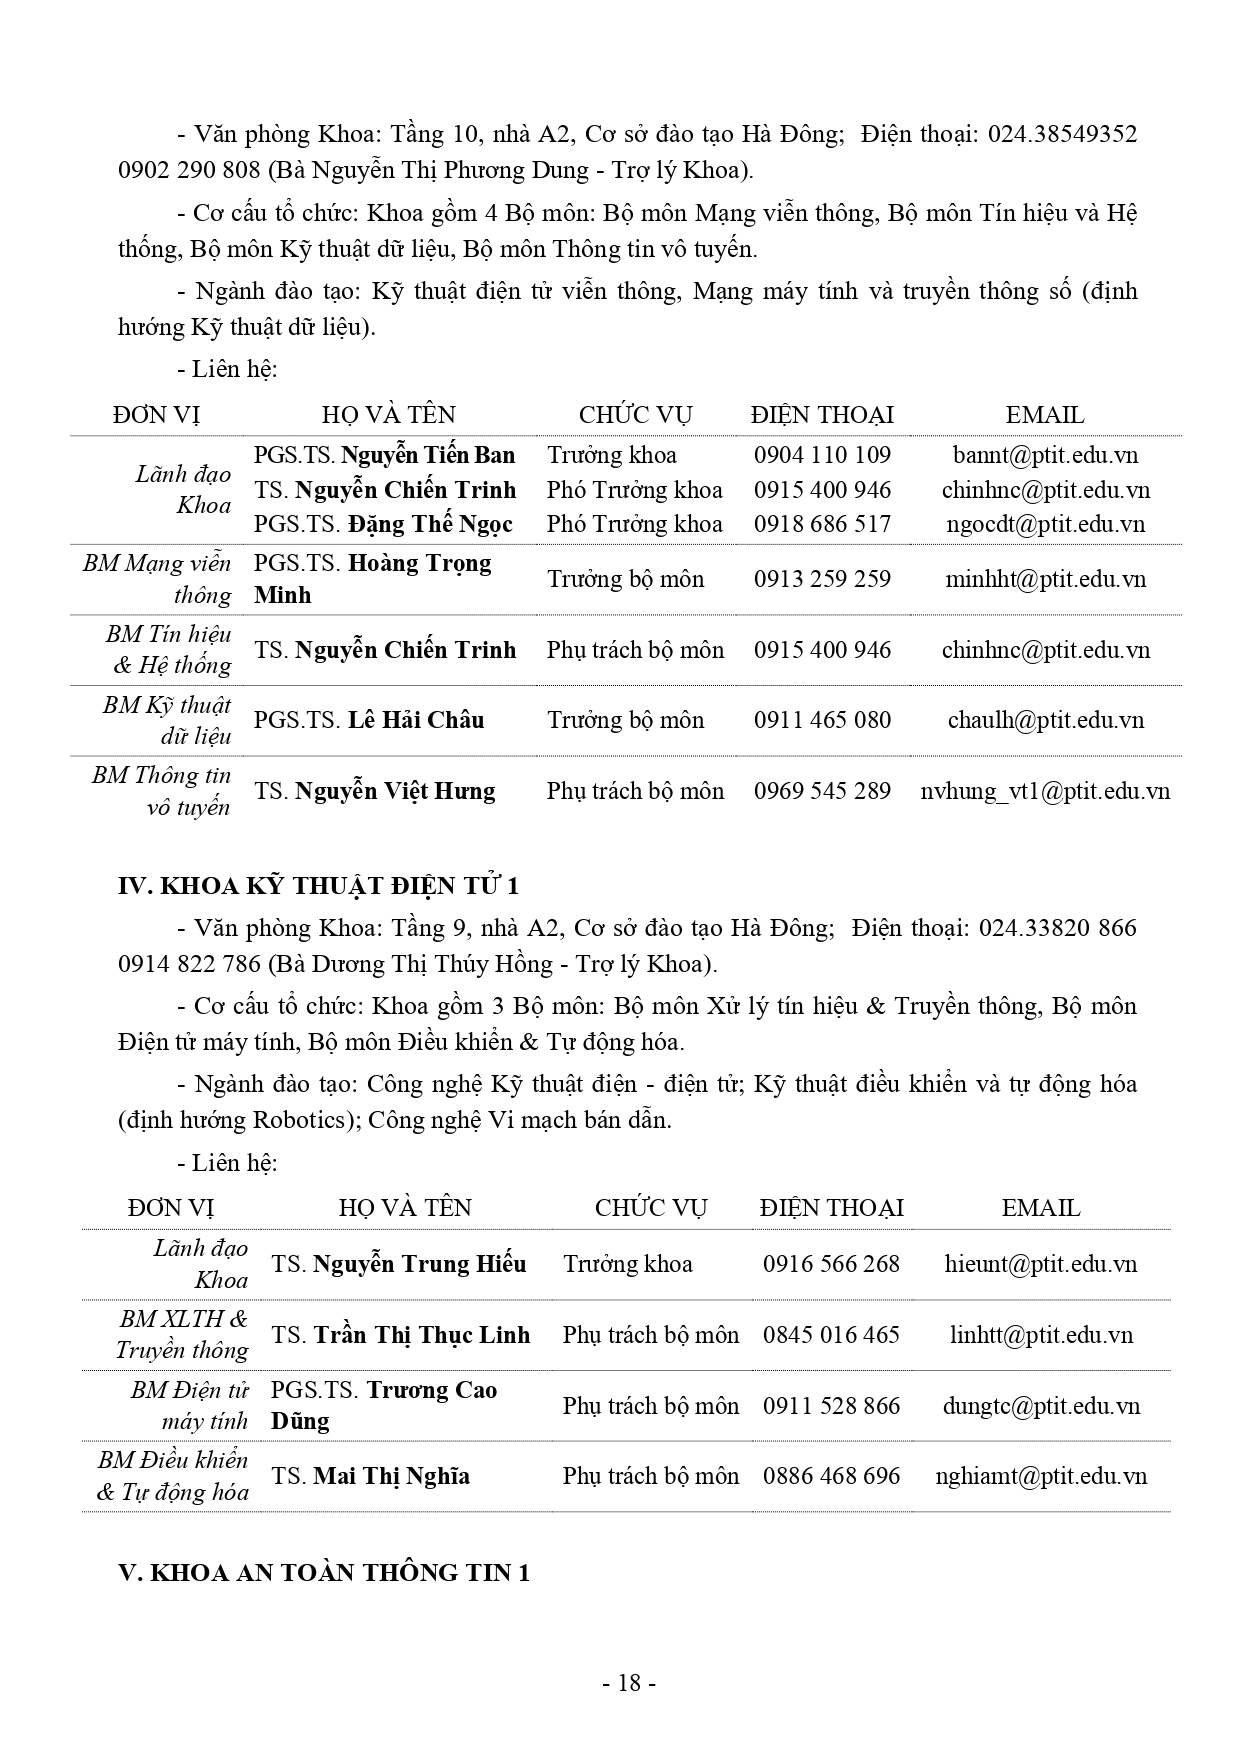 - Văn phòng Khoa: Tầng 10, nhà A2, Cơ sở đào tạo Hà Đông; Điện thoại: 024.38549352
0902 290 808 (Bà Nguyễn Thị Phương Dung - Trợ lý Khoa).
- Cơ cấu tổ chức: Khoa gồm 4 Bộ môn: Bộ môn Mạng viễn thông, Bộ môn Tín hiệu và Hệ
thống, Bộ môn Kỹ thuật dữ liệu, Bộ môn Thông tin vô tuyến.
- Ngành đào tạo: Kỹ thuật điện tử viễn thông, Mạng máy tính và truyền thông số (định
hướng Kỹ thuật dữ liệu).
- Liên hệ:
ĐƠN VỊ HỌ VÀ TÊN CHỨC VỤ ĐIỆN THOẠI EMAIL
Lãnh đạo
Khoa
PGS.TS. Nguyễn Tiến Ban Trưởng khoa 0904 110 109 bannt@ptit.edu.vn
TS. Nguyễn Chiến Trinh Phó Trưởng khoa 0915 400 946 chinhnc@ptit.edu.vn
PGS.TS. Đặng Thế Ngọc Phó Trưởng khoa 0918 686 517 ngocdt@ptit.edu.vn
BM Mạng viễn
thông
PGS.TS. Hoàng Trọng
Minh
Trưởng bộ môn 0913 259 259 minhht@ptit.edu.vn
BM Tín hiệu
& Hệ thống
TS. Nguyễn Chiến Trinh Phụ trách bộ môn 0915 400 946 chinhnc@ptit.edu.vn
BM Kỹ thuật
dữ liệu
PGS.TS. Lê Hải Châu Trưởng bộ môn 0911 465 080 chaulh@ptit.edu.vn
BM Thông tin
vô tuyến
TS. Nguyễn Việt Hưng Phụ trách bộ môn 0969 545 289 nvhung_vt1@ptit.edu.vn
IV. KHOA KỸ THUẬT ĐIỆN TỬ 1
- Văn phòng Khoa: Tầng 9, nhà A2, Cơ sở đào tạo Hà Đông; Điện thoại: 024.33820 866
0914 822 786 (Bà Dương Thị Thúy Hồng - Trợ lý Khoa).
- Cơ cấu tổ chức: Khoa gồm 3 Bộ môn: Bộ môn Xử lý tín hiệu & Truyền thông, Bộ môn
Điện tử máy tính, Bộ môn Điều khiển & Tự động hóa.
- Ngành đào tạo: Công nghệ Kỹ thuật điện - điện tử; Kỹ thuật điều khiển và tự động hóa
(định hướng Robotics); Công nghệ Vi mạch bán dẫn.
- Liên hệ:
ĐƠN VỊ HỌ VÀ TÊN CHỨC VỤ ĐIỆN THOẠI EMAIL
Lãnh đạo
Khoa
TS. Nguyễn Trung Hiếu Trưởng khoa 0916 566 268 hieunt@ptit.edu.vn
BM XLTH &
Truyền thông
TS. Trần Thị Thục Linh Phụ trách bộ môn 0845 016 465 linhtt@ptit.edu.vn
BM Điện tử
máy tính
PGS.TS. Trương Cao
Dũng
Phụ trách bộ môn 0911 528 866 dungtc@ptit.edu.vn
BM Điều khiển
& Tự động hóa
TS. Mai Thị Nghĩa Phụ trách bộ môn 0886 468 696 nghiamt@ptit.edu.vn
V. KHOA AN TOÀN THÔNG TIN 1
- 18 -